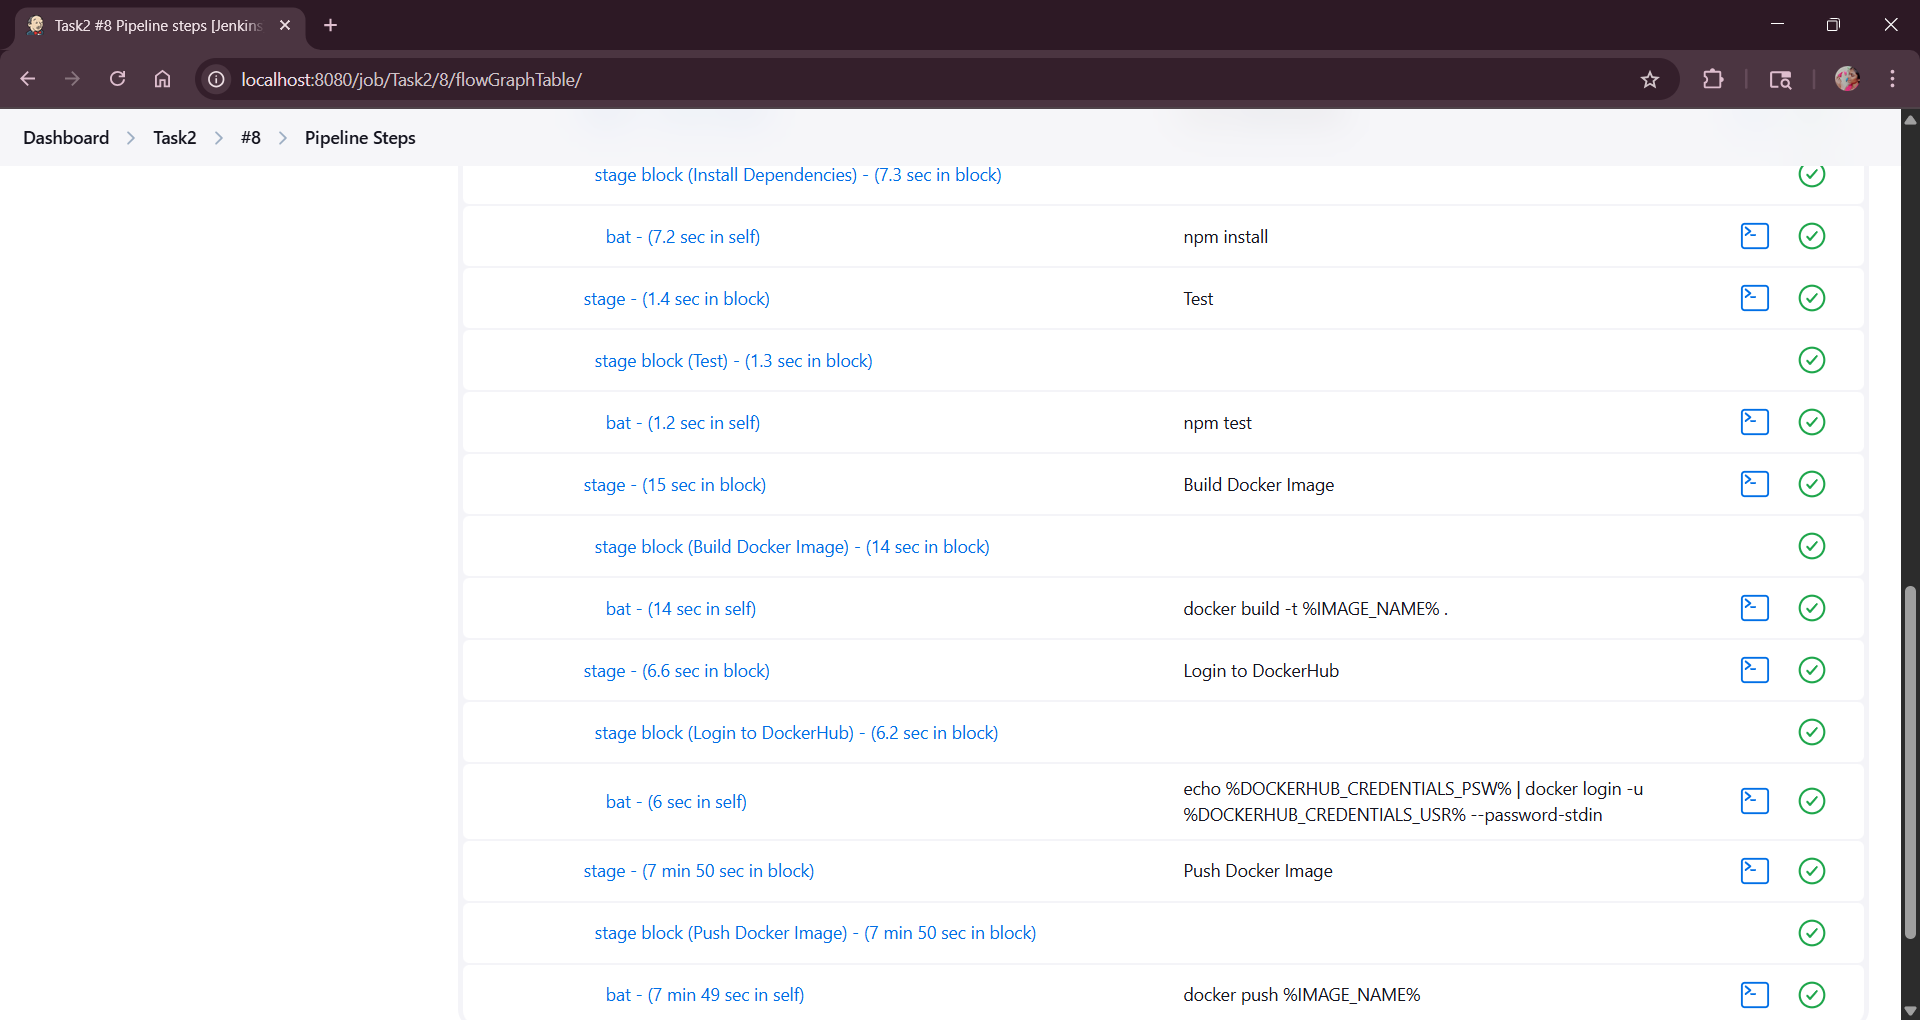 Task2 #8 Pipeline steps [Jenkins
localhost:8080/job/Task2/8/flowGraphTable/
Dashboard > Task2 > #8 > Pipeline Steps
stage block (Install Dependencies) - (7.3 sec in block)
bat - (7.2 sec in self) npm install
stage - (1.4 sec in block) Test
stage block (Test) - (1.3 sec in block)
bat - (1.2 sec in self) npm test
stage - (15 sec in block) Build Docker Image
stage block (Build Docker Image) - (14 sec in block)
bat - (14 sec in self) docker build -t %IMAGE_NAME% .
stage - (6.6 sec in block) Login to DockerHub
stage block (Login to DockerHub) - (6.2 sec in block)
bat - (6 sec in self) echo %DOCKERHUB_CREDENTIALS_PSW% | docker login -u
%DOCKERHUB_CREDENTIALS_USR% --password-stdin
stage - (7 min 50 sec in block) Push Docker Image
stage block (Push Docker Image) - (7 min 50 sec in block)
bat - (7 min 49 sec in self) docker push %IMAGE_NAME%